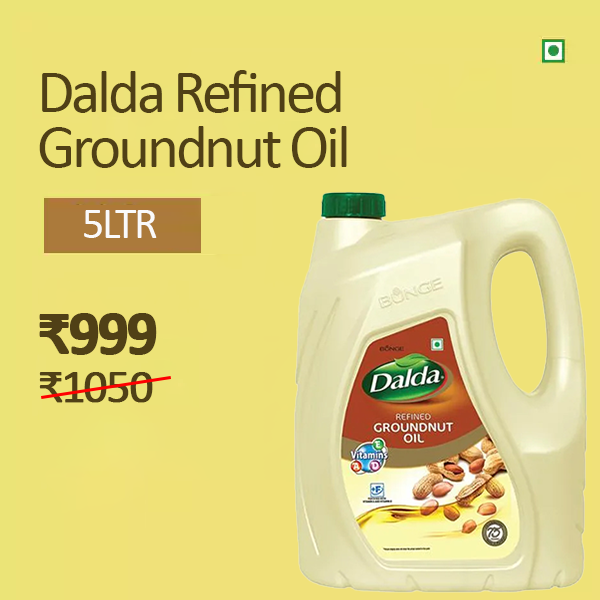 Dalda Refined
Groundnut Oil
5LTR
₹999
₹1050
BUNGE
BUNGE
Dalda
REFINED
GROUNDNUT
OIL
E
Vitamins
A D
+F